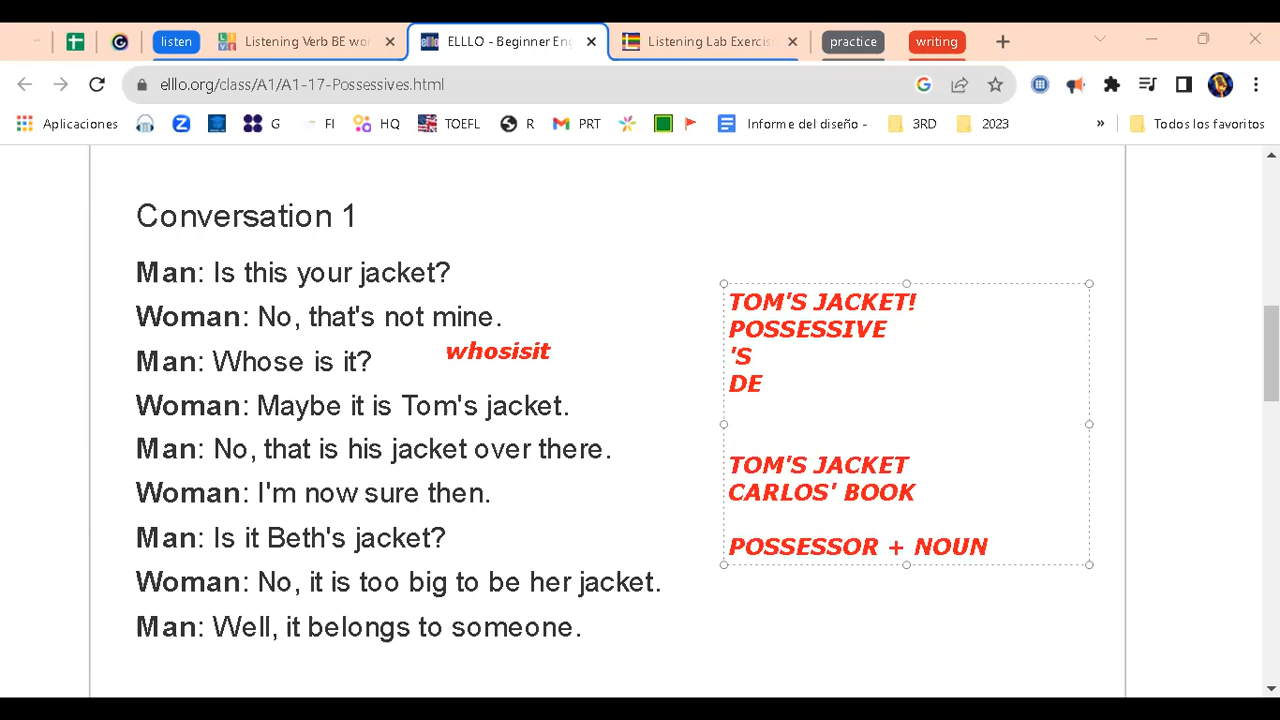 listen
Listening Verb BE wo
ELLLO - Beginner En
Listening Lab Exercis
practice
writing
elllo.org/class/A1/A1-17-Possessives.html
Aplicaciones
G
FI
HQ
TOEFL
R
PRT
Informe del diseño -
3RD
2023
»
Todos los favoritos
Conversation 1
Man: Is this your jacket?
Woman: No, that's not mine.
Man: Whose is it?
whosisit
Woman: Maybe it is Tom's jacket.
Man: No, that is his jacket over there.
Woman: I'm now sure then.
Man: Is it Beth's jacket?
Woman: No, it is too big to be her jacket.
Man: Well, it belongs to someone.
TOM'S JACKET!
POSSESSIVE
'S
DE
TOM'S JACKET
CARLOS' BOOK
POSSESSOR + NOUN